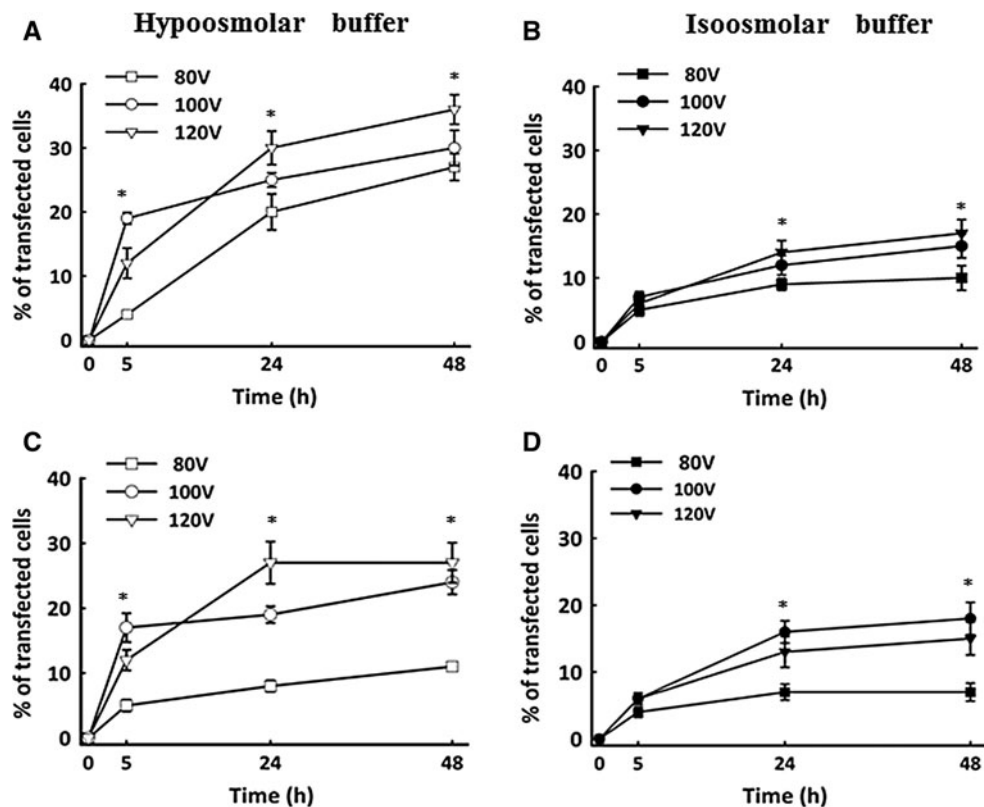 A Hypoosmolar buffer
B Isoosmolar buffer
80V
100V
120V
*
*
*
40
30
20
10
0
% of transfected cells
0 5 24 48
Time (h)
80V
100V
120V
*
*
40
30
20
10
0
% of transfected cells
0 5 24 48
Time (h)
C
80V
100V
120V
*
*
*
40
30
20
10
0
% of transfected cells
0 5 24 48
Time (h)
D
80V
100V
120V
*
*
40
30
20
10
0
% of transfected cells
0 5 24 48
Time (h)